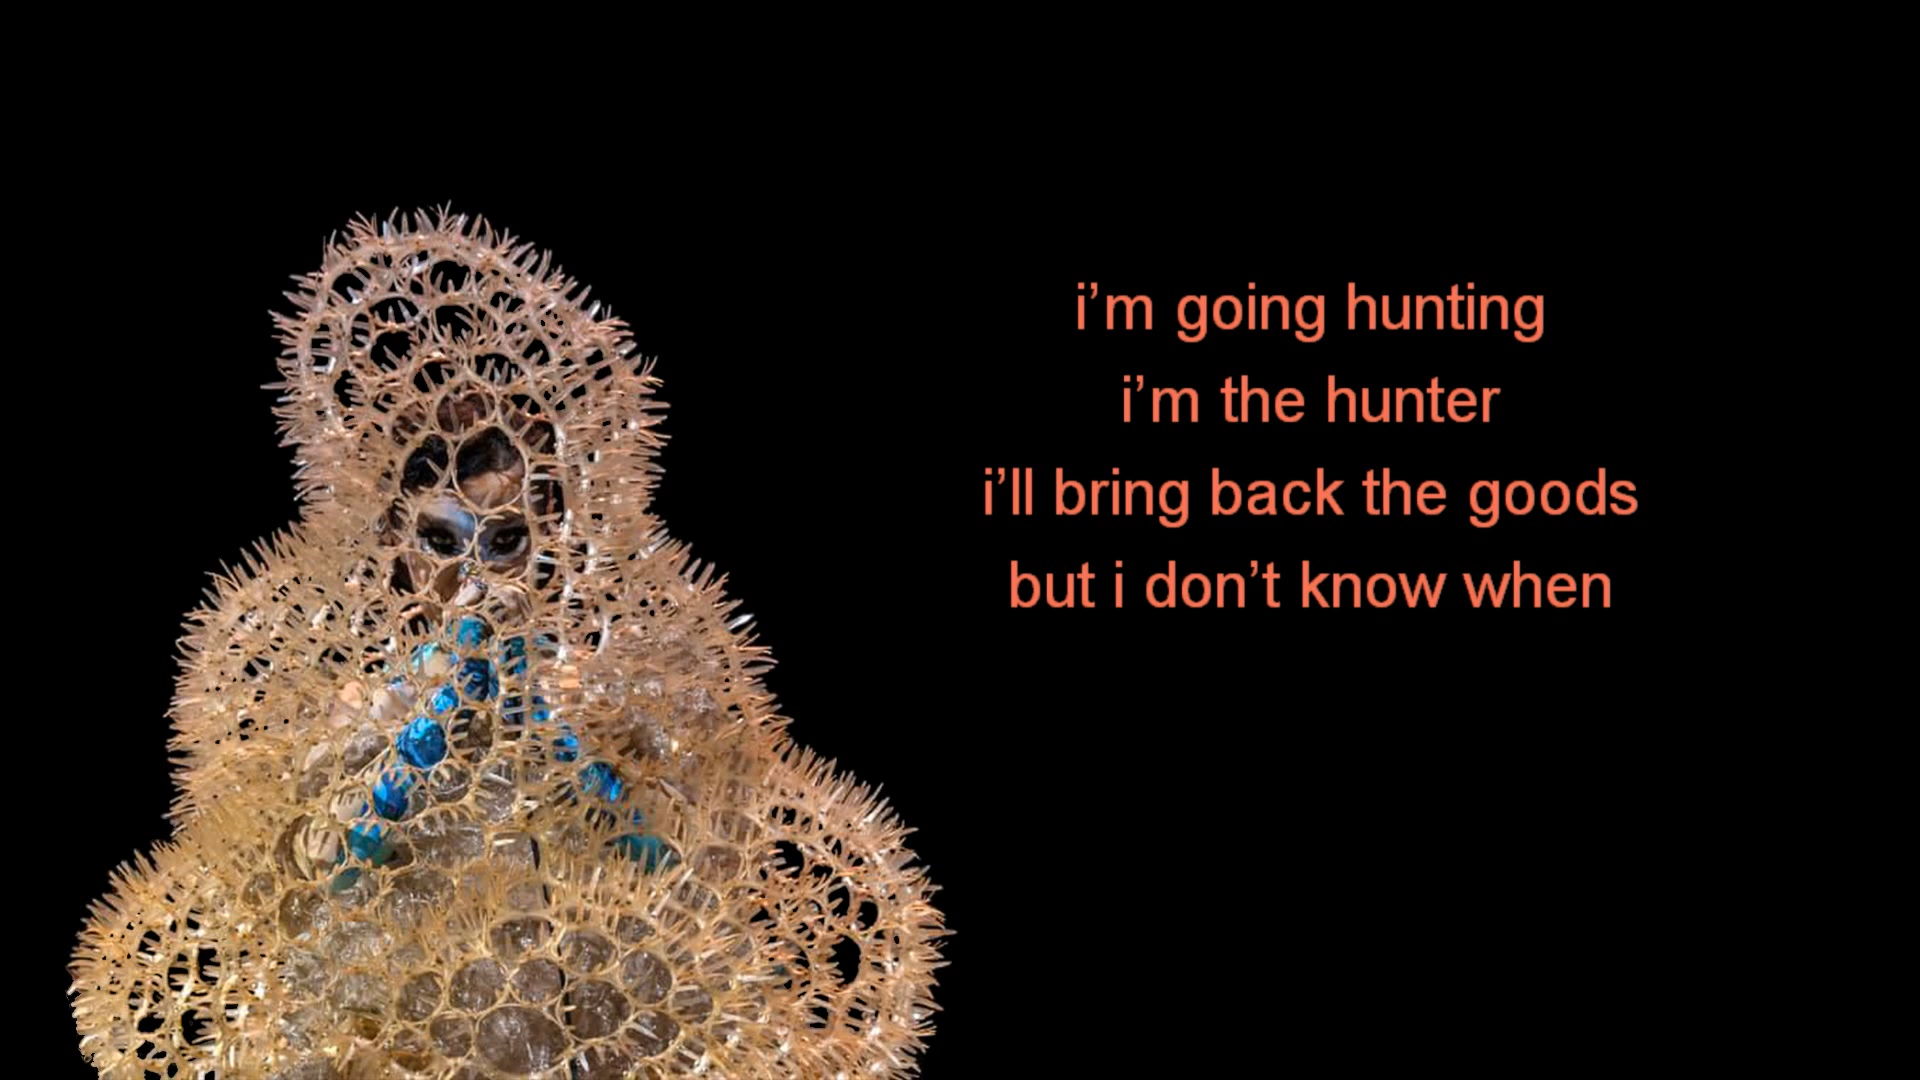 i’m going hunting
i’m the hunter
i’ll bring back the goods
but i don’t know when